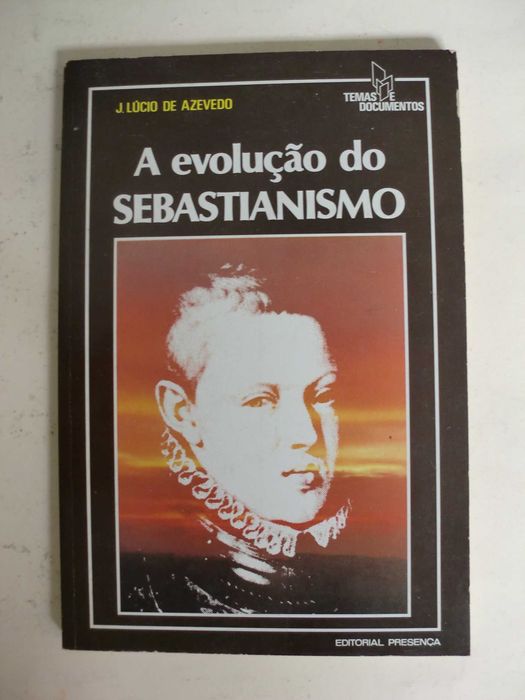 J. LÚCIO DE AZEVEDO
TEMAS E
DOCUMENTOS
A evolução do
SEBASTIANISMO
EDITORIAL PRESENÇA